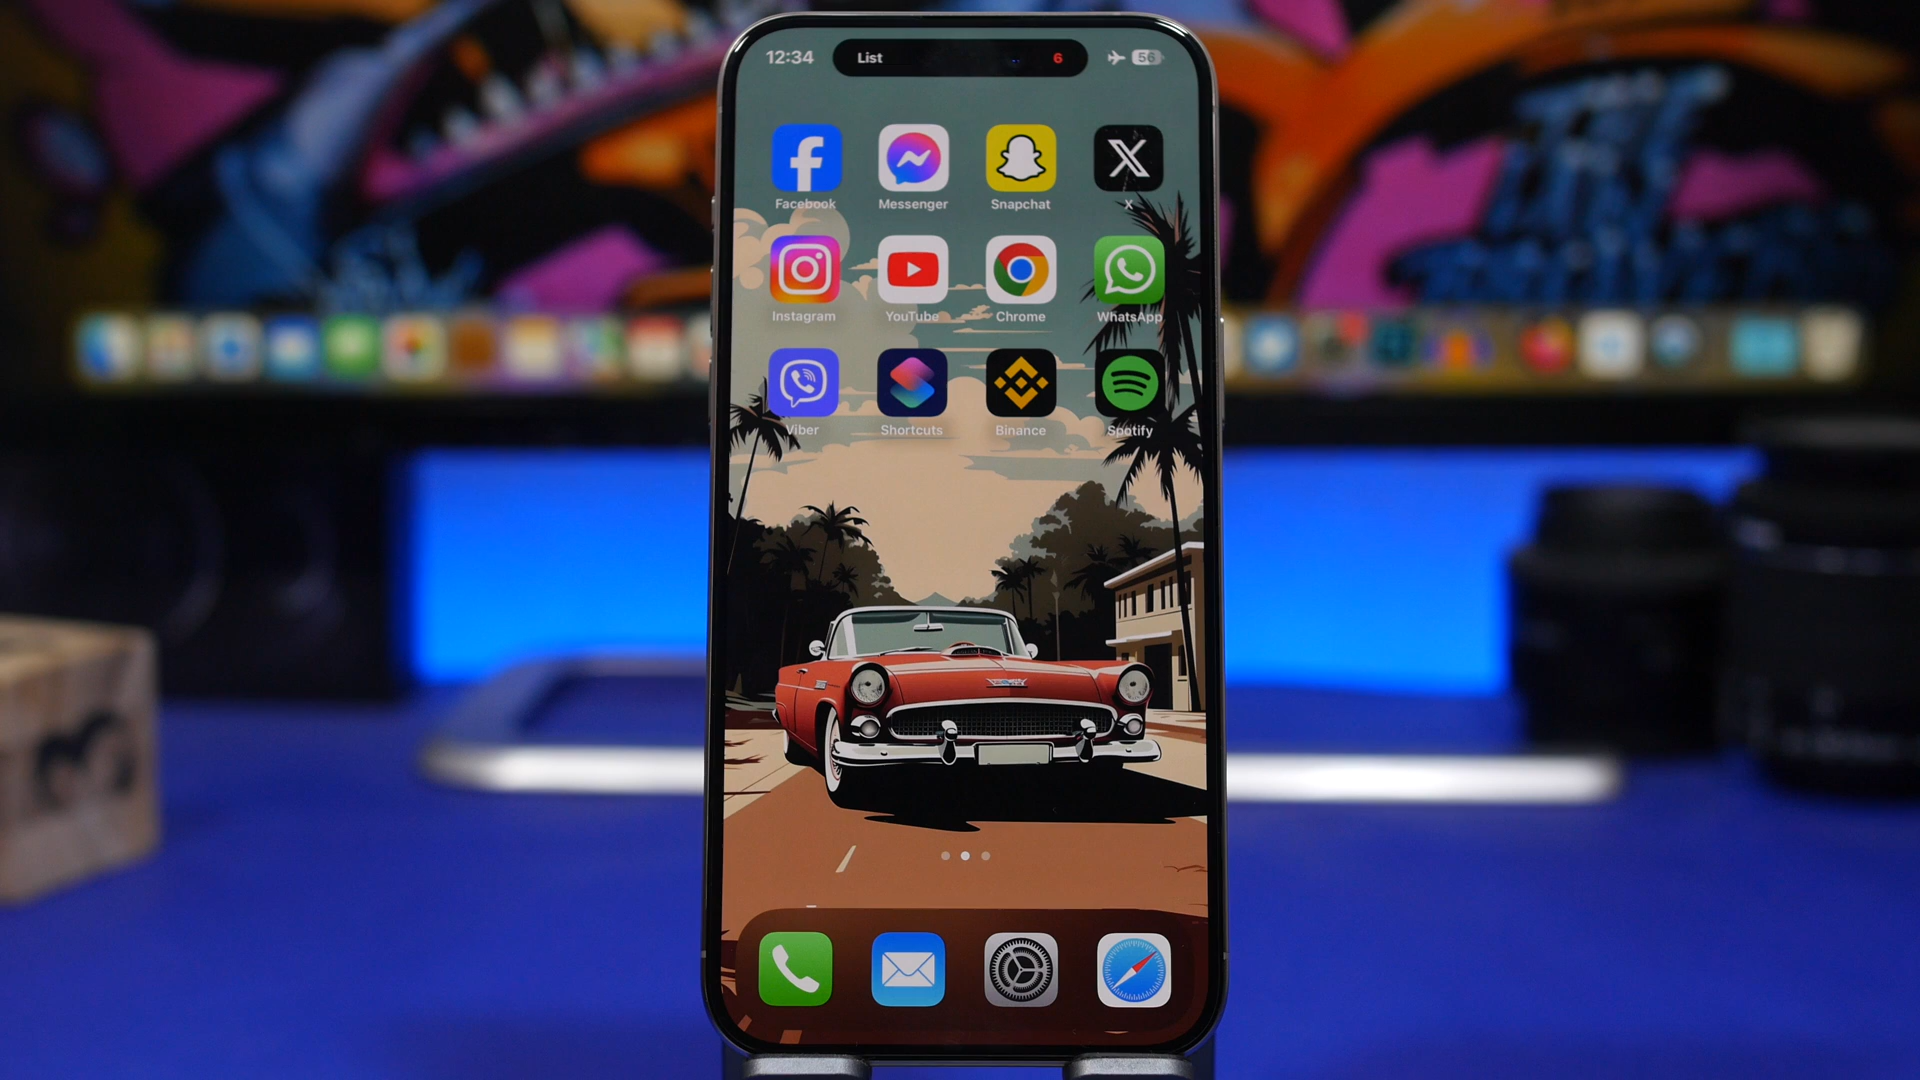 12:34 List 6 56
Facebook Messenger Snapchat X
Instagram YouTube Chrome WhatsApp
Viber Shortcuts Binance Spotify